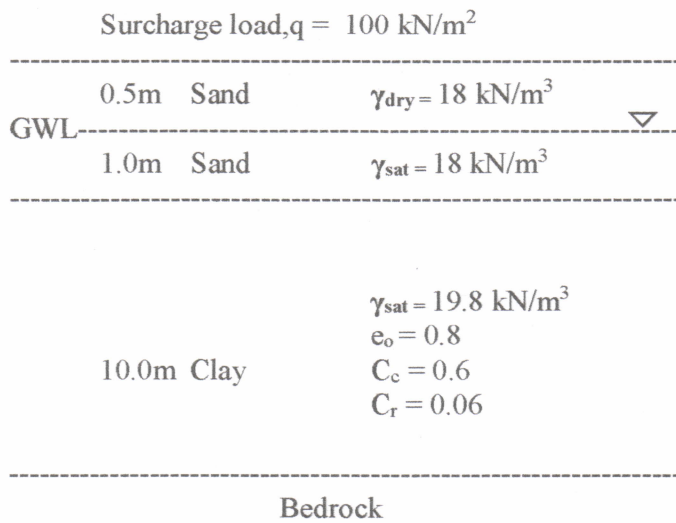 Surcharge load,q = 100 kN/m²
0.5m Sand γdry = 18 kN/m³
GWL
1.0m Sand γsat = 18 kN/m³
γsat = 19.8 kN/m³
eo = 0.8
10.0m Clay Cc = 0.6
Cr = 0.06
Bedrock